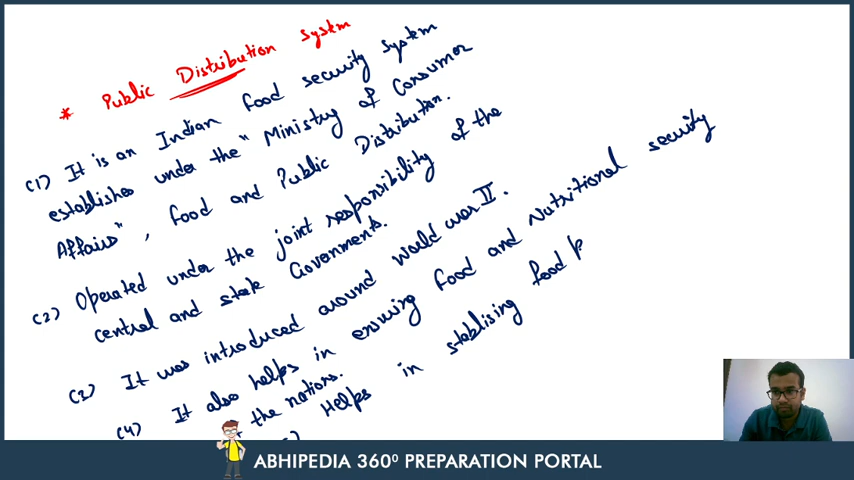 * Public Distribution system
(1) It is an Indian food security system
established under the "Ministry of Consumer
Affairs", food and Public Distribution.
(2) Operated under the joint responsibility of the
central and state Governments.
(3) It was introduced around world war II.
(4) It also helps in ensuring food and Nutritional security
the nations.
Helps in stablising food p
ABHIPEDIA 360⁰ PREPARATION PORTAL